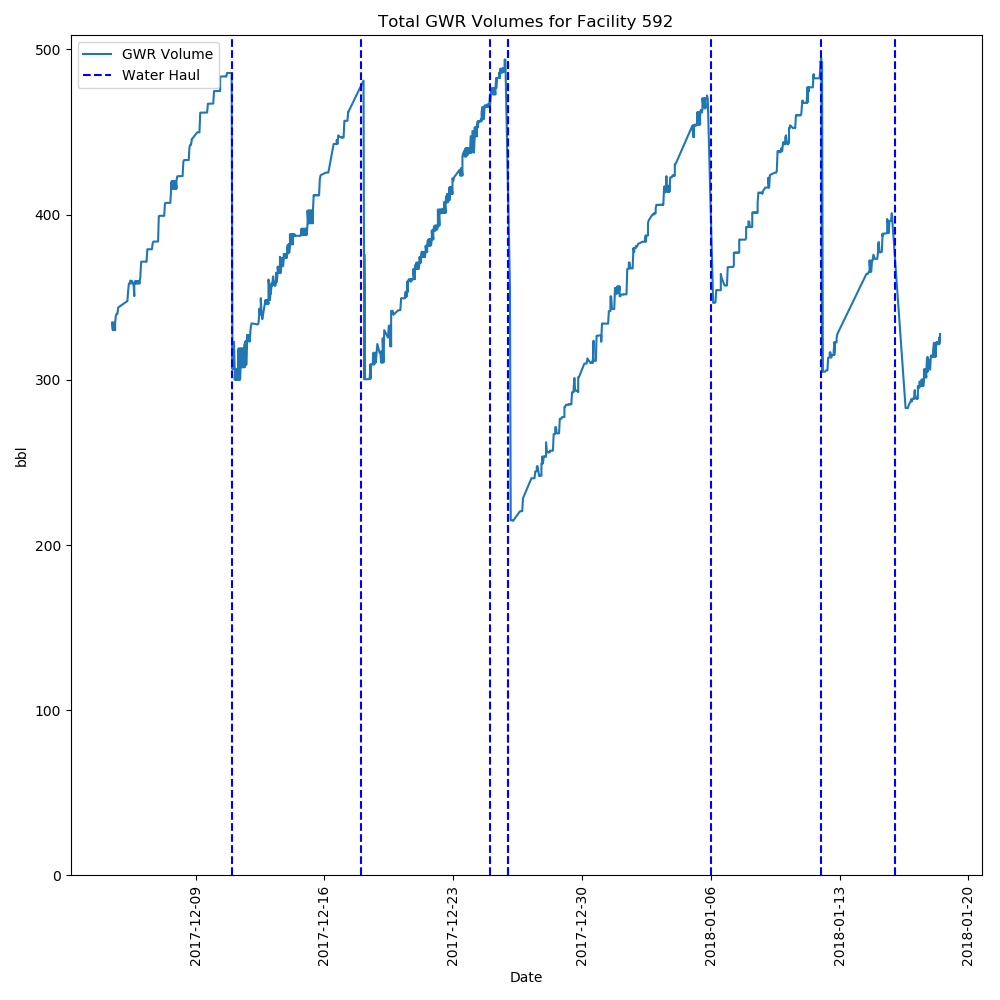 Total GWR Volumes for Facility 592
GWR Volume
Water Haul
500
400
300
200
100
0
bbl
2017-12-09
2017-12-16
2017-12-23
2017-12-30
2018-01-06
2018-01-13
2018-01-20
Date